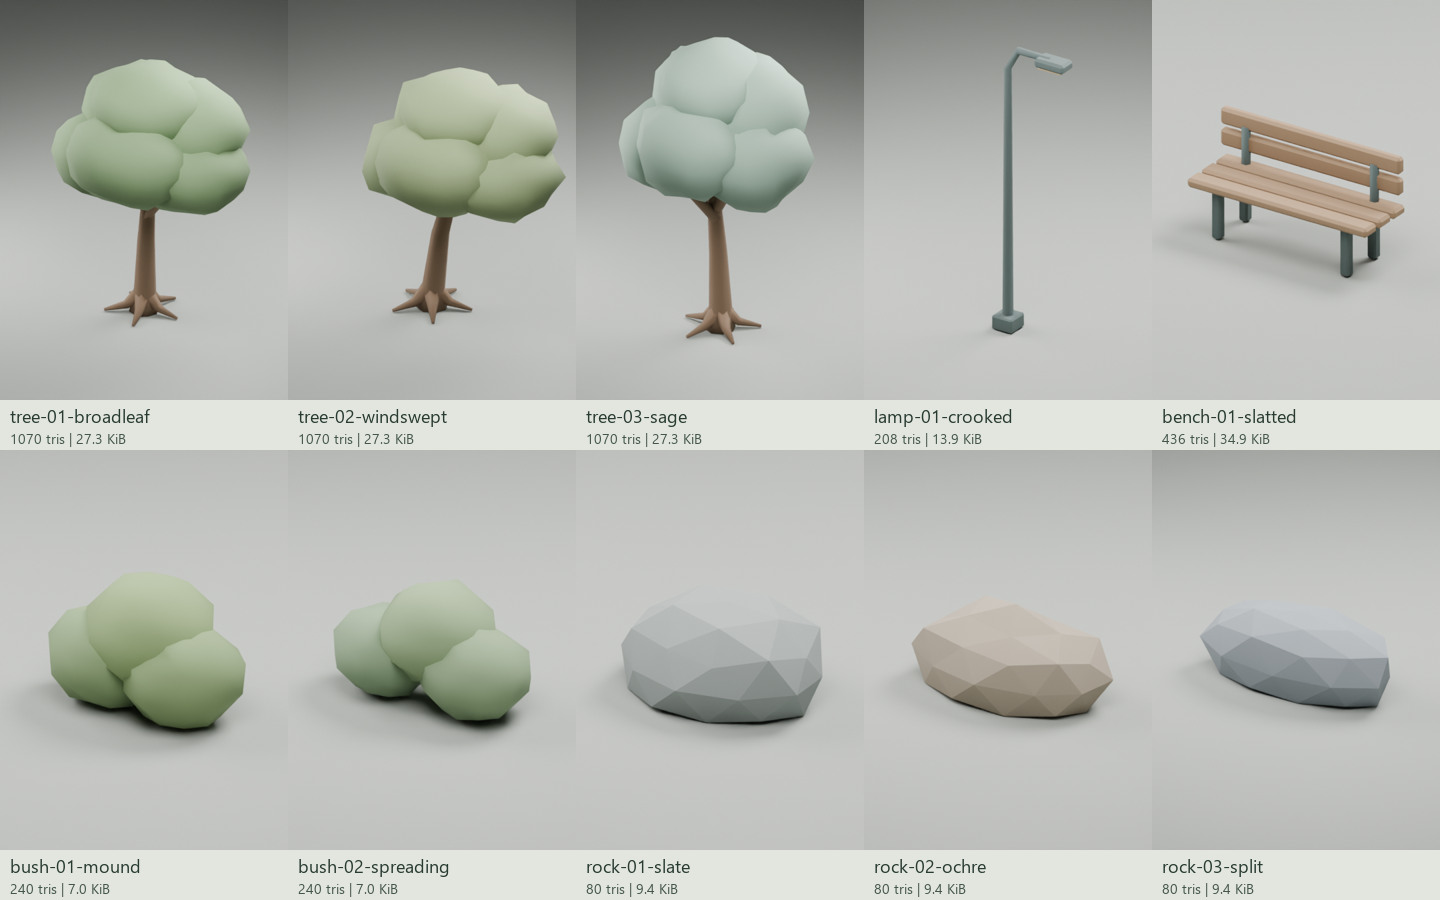 tree-01-broadleaf
1070 tris | 27.3 KiB
tree-02-windswept
1070 tris | 27.3 KiB
tree-03-sage
1070 tris | 27.3 KiB
lamp-01-crooked
208 tris | 13.9 KiB
bench-01-slatted
436 tris | 34.9 KiB
bush-01-mound
240 tris | 7.0 KiB
bush-02-spreading
240 tris | 7.0 KiB
rock-01-slate
80 tris | 9.4 KiB
rock-02-ochre
80 tris | 9.4 KiB
rock-03-split
80 tris | 9.4 KiB